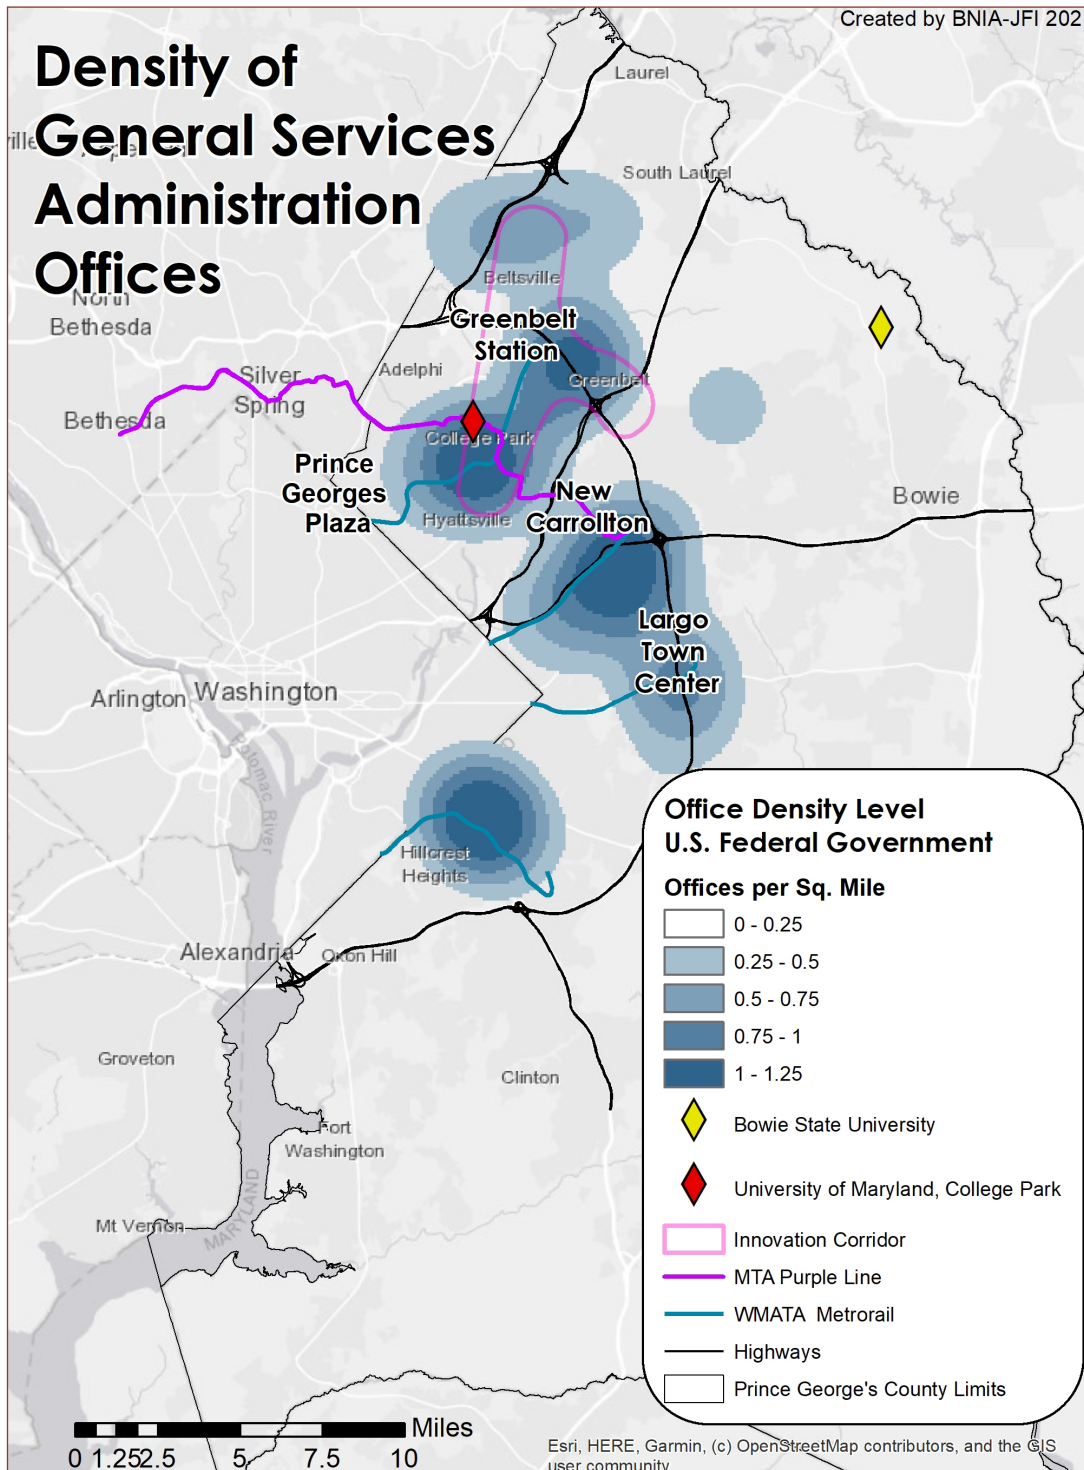 Created by BNIA-JFI 202
Density of
General Services
Administration
Offices
Laurel
South Laurel
ville
North
Bethesda
Beltsville
Greenbelt
Station
Adelphi
Greenbelt
Silver
Spring
Bethesda
College Park
Prince
Georges
Plaza
New
Carrollton
Hyattsville
Bowie
Largo
Town
Center
Arlington
Washington
Potomac River
Hillcrest
Heights
Alexandria
Oxon Hill
Groveton
Clinton
Fort
Washington
Mt Vernon
MARYLAND
Office Density Level
U.S. Federal Government
Offices per Sq. Mile
0 - 0.25
0.25 - 0.5
0.5 - 0.75
0.75 - 1
1 - 1.25
Bowie State University
University of Maryland, College Park
Innovation Corridor
MTA Purple Line
WMATA Metrorail
Highways
Prince George's County Limits
Miles
0 1.25 2.5 5 7.5 10
Esri, HERE, Garmin, (c) OpenStreetMap contributors, and the GIS
user community